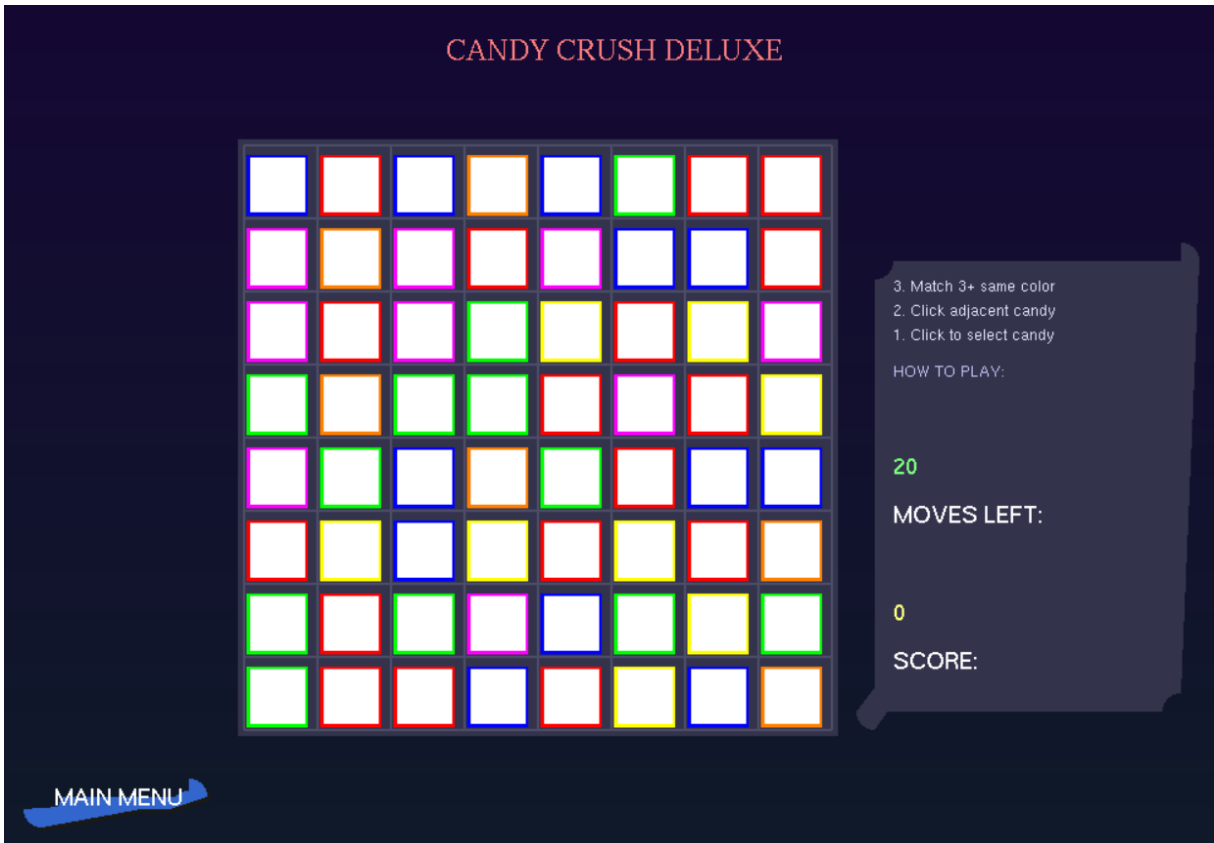 CANDY CRUSH DELUXE
3. Match 3+ same color
2. Click adjacent candy
1. Click to select candy
HOW TO PLAY:
20
MOVES LEFT:
0
SCORE:
MAIN MENU